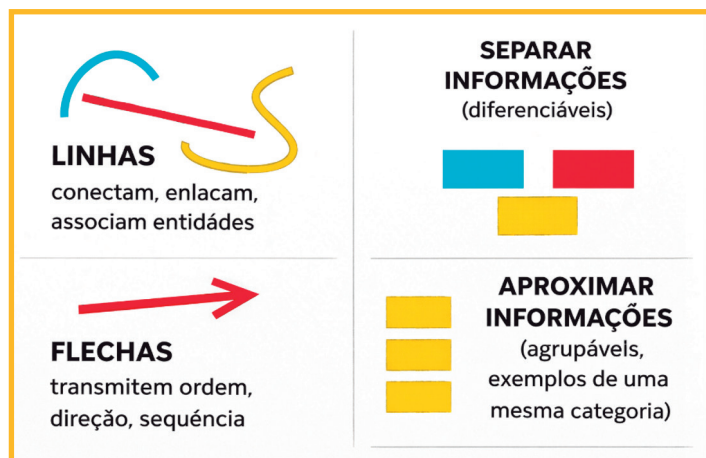 LINHAS
conectam, enlacam,
associam entidádes
SEPARAR
INFORMAÇÕES
(diferenciáveis)
FLECHAS
transmitem ordem,
direção, sequéncia
APROXIMAR
INFORMAÇÕES
(agrupáveis,
exemplos de uma
mesma categoria)